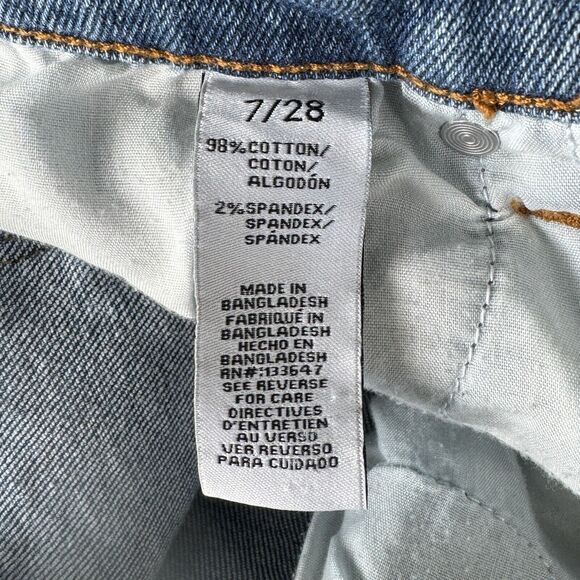 7/28
98%COTTON/
COTON/
ALGODÓN
2%SPANDEX/
SPANDEX/
SPÁNDEX
MADE IN
BANGLADESH
FABRIQUÉ IN
BANGLADESH
HECHO EN
BANGLADESH
RN#:133647
SEE REVERSE
FOR CARE
DIRECTIVES
D'ENTRETIEN
AU VERSO
VER REVERSO
PARA CUIDADO